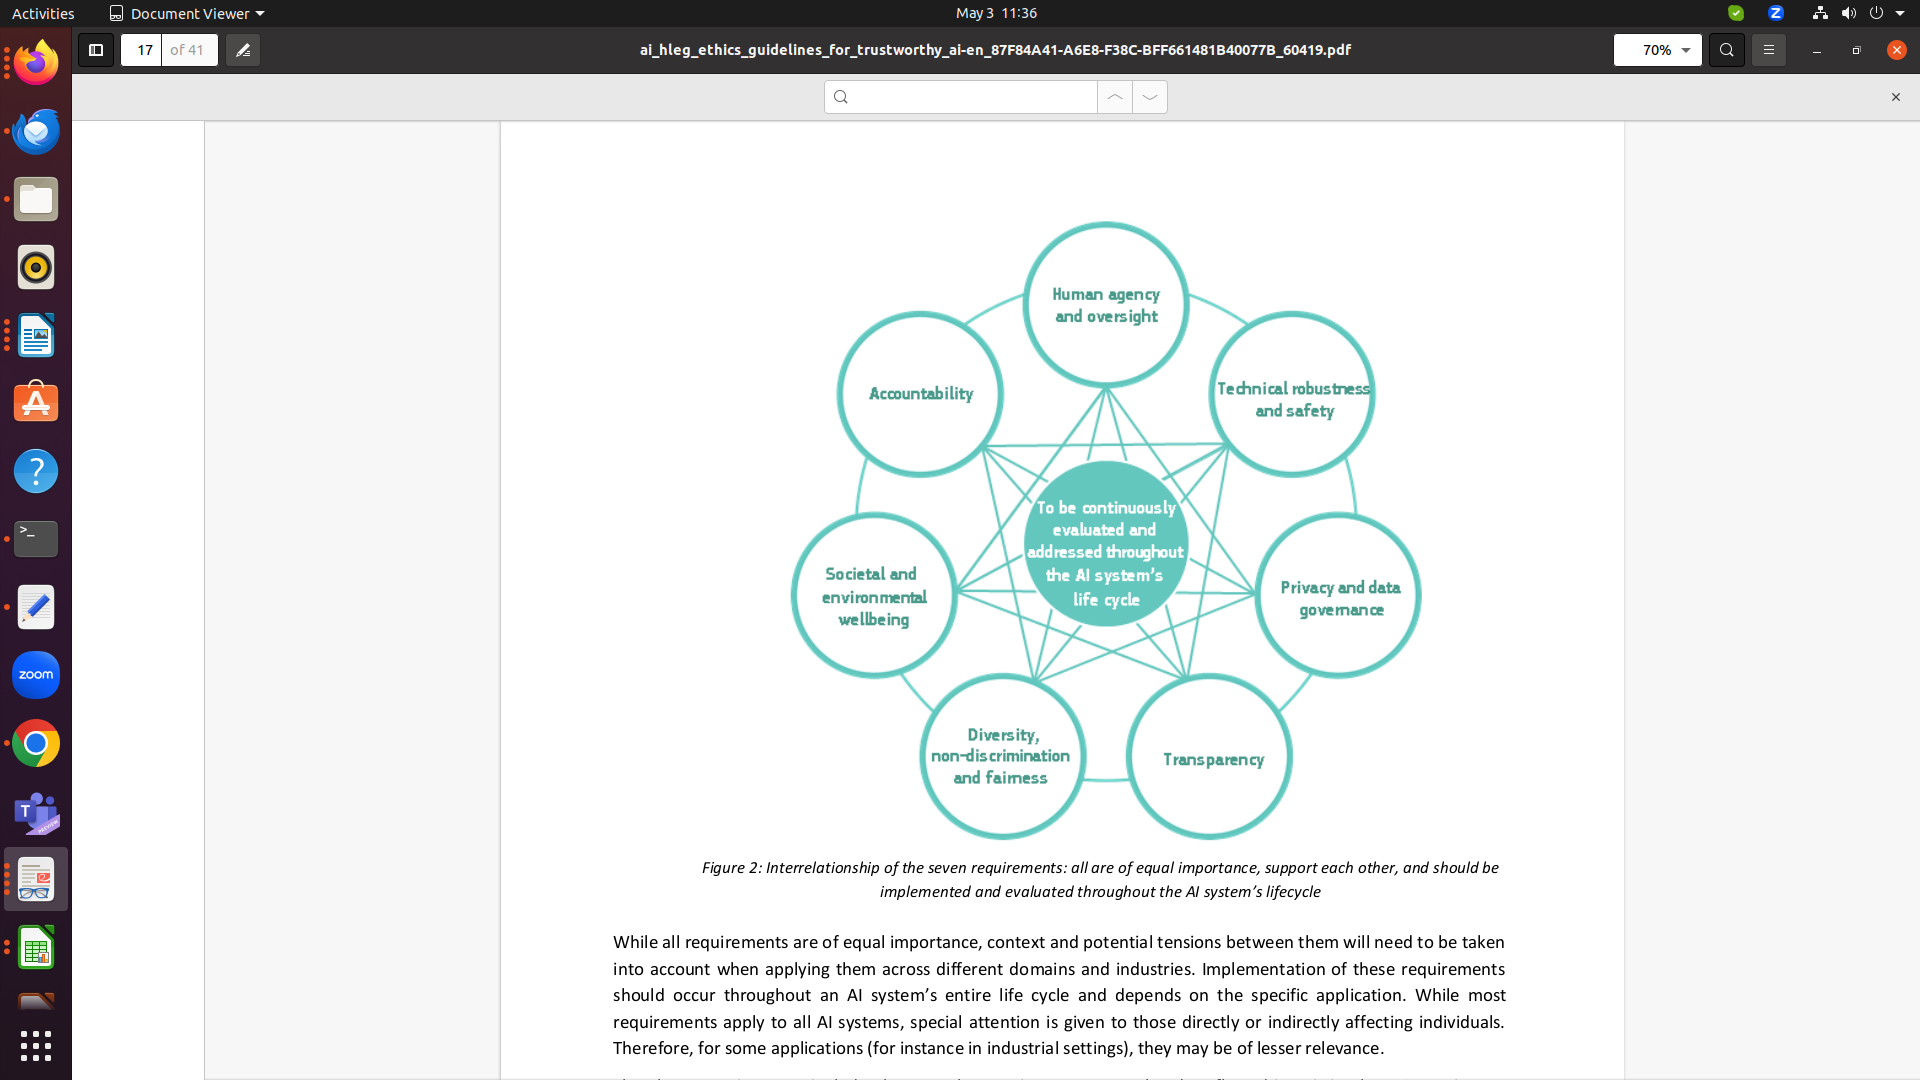 Activities
Document Viewer
May 3 11:36
Z
17
of 41
ai_hleg_ethics_guidelines_for_trustworthy_ai-en_87F84A41-A6E8-F38C-BFF661481B40077B_60419.pdf
70%
Human agency
and oversight
Accountability
Technical robustness
and safety
To be continuously
evaluated and
addressed throughout
the AI system's
life cycle
Societal and
environmental
wellbeing
Privacy and data
governance
Diversity,
non-discrimination
and fairness
Transparency
Figure 2: Interrelationship of the seven requirements: all are of equal importance, support each other, and should be
implemented and evaluated throughout the AI system's lifecycle
While all requirements are of equal importance, context and potential tensions between them will need to be taken
into account when applying them across different domains and industries. Implementation of these requirements
should occur throughout an AI system's entire life cycle and depends on the specific application. While most
requirements apply to all AI systems, special attention is given to those directly or indirectly affecting individuals.
Therefore, for some applications (for instance in industrial settings), they may be of lesser relevance.
zoom
T